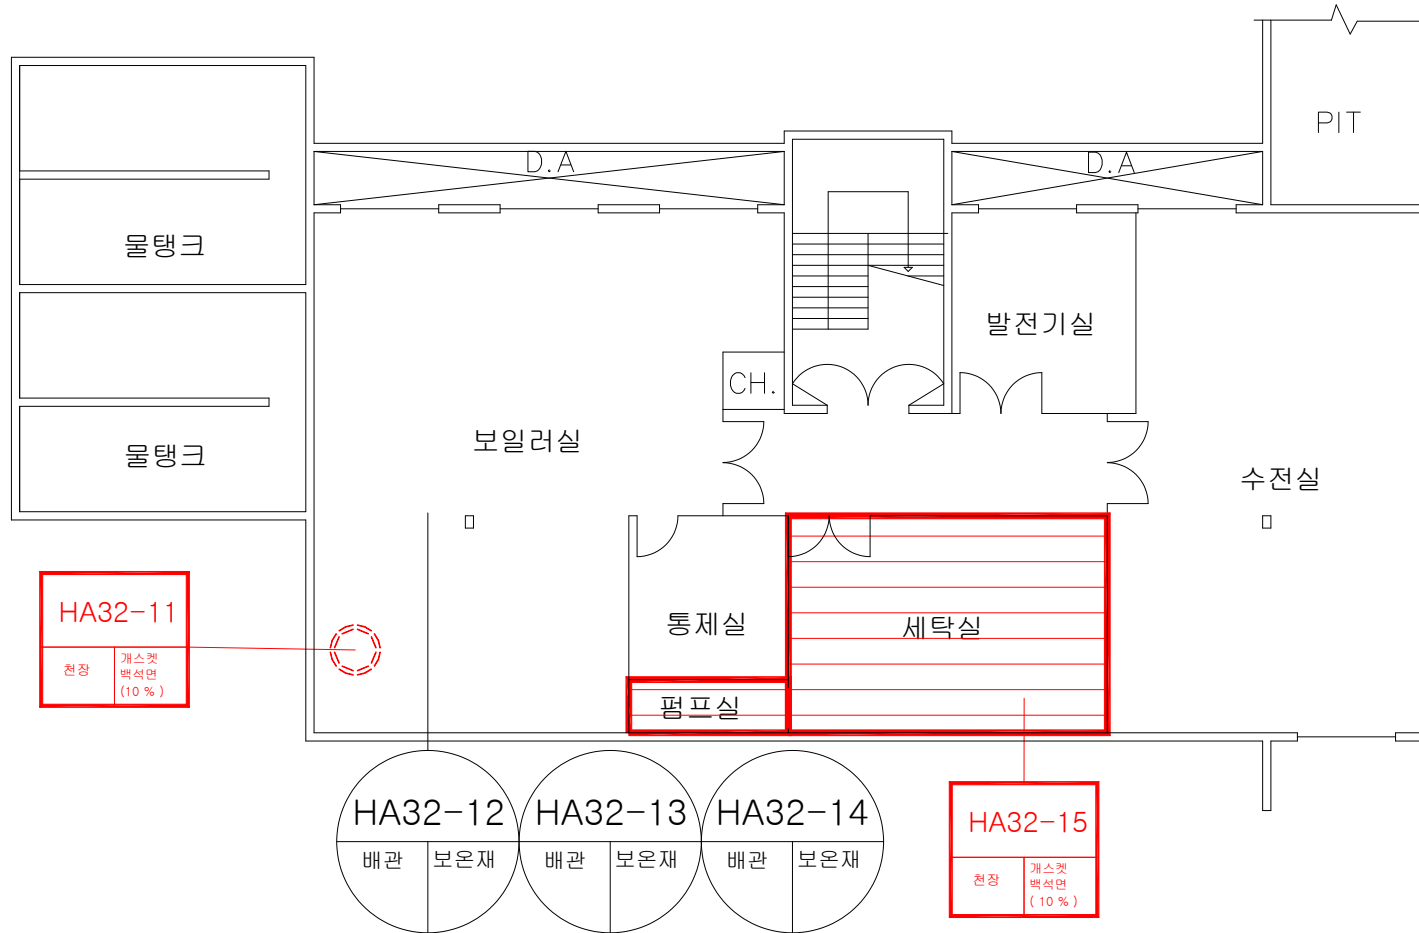 PIT
D.A
D.A
물탱크
발전기실
CH.
보일러실
물탱크
수전실
HA32-11
천장
개스켓
백석면
(10 %)
통제실
세탁실
펌프실
HA32-12
배관
보온재
HA32-13
배관
보온재
HA32-14
배관
보온재
HA32-15
천장
개스켓
백석면
( 10 % )